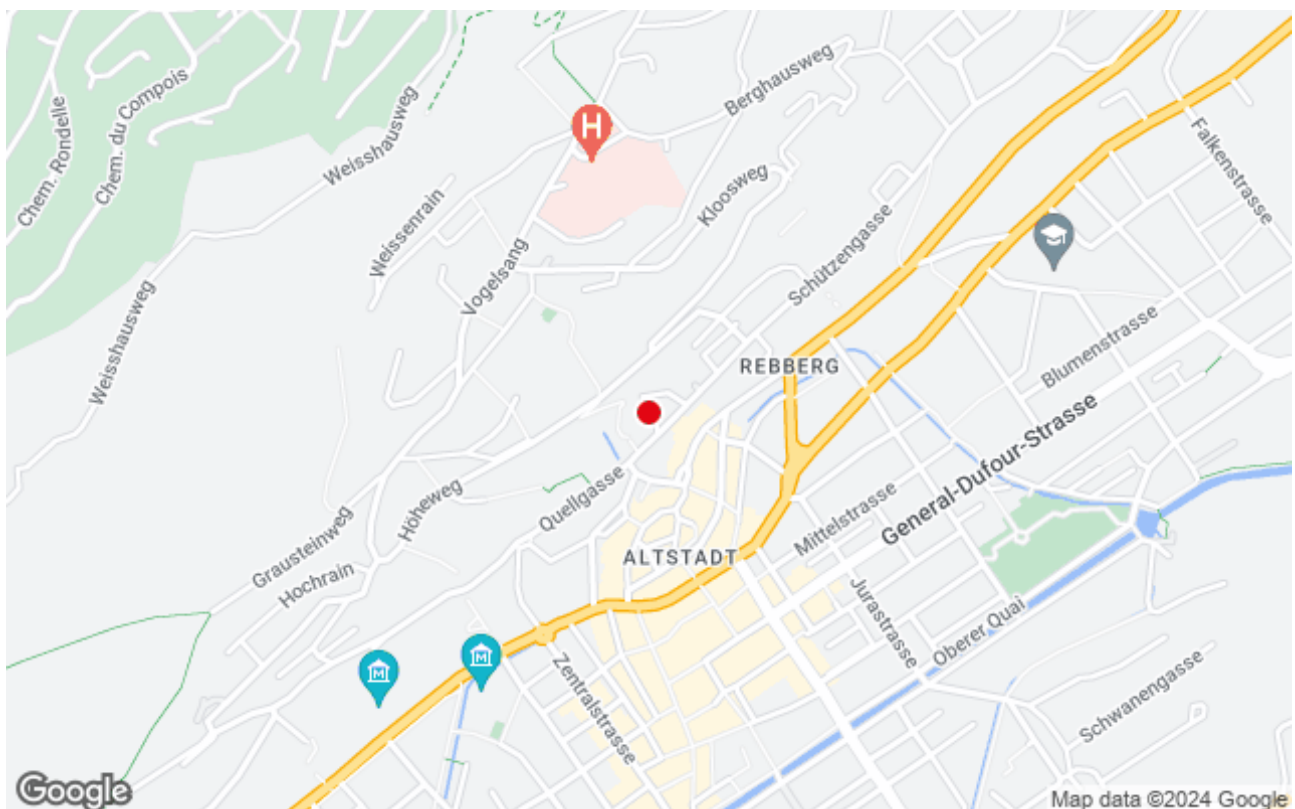 Chem. Rondelle
Chem. du Compois
Weisshausweg
H
Berghausweg
Falkenstrasse
Weissenrain
Kloosweg
Vogelsang
Schützengasse
Weisshausweg
REBBERG
Blumenstrasse
General-Dufour-Strasse
Höheweg
Quellgasse
Grausteinweg
Hochrain
ALTSTADT
Mittelstrasse
Jurastrasse
Oberer Quai
Zentralstrasse
Schwanengasse
M
M
Google
Map data ©2024 Google